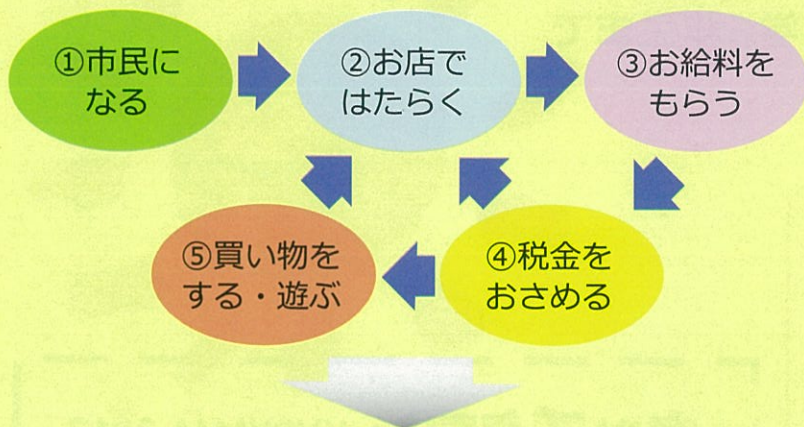 ①市民に
なる
②お店で
はたらく
③お給料を
もらう
④税金を
おさめる
⑤買い物を
する・遊ぶ